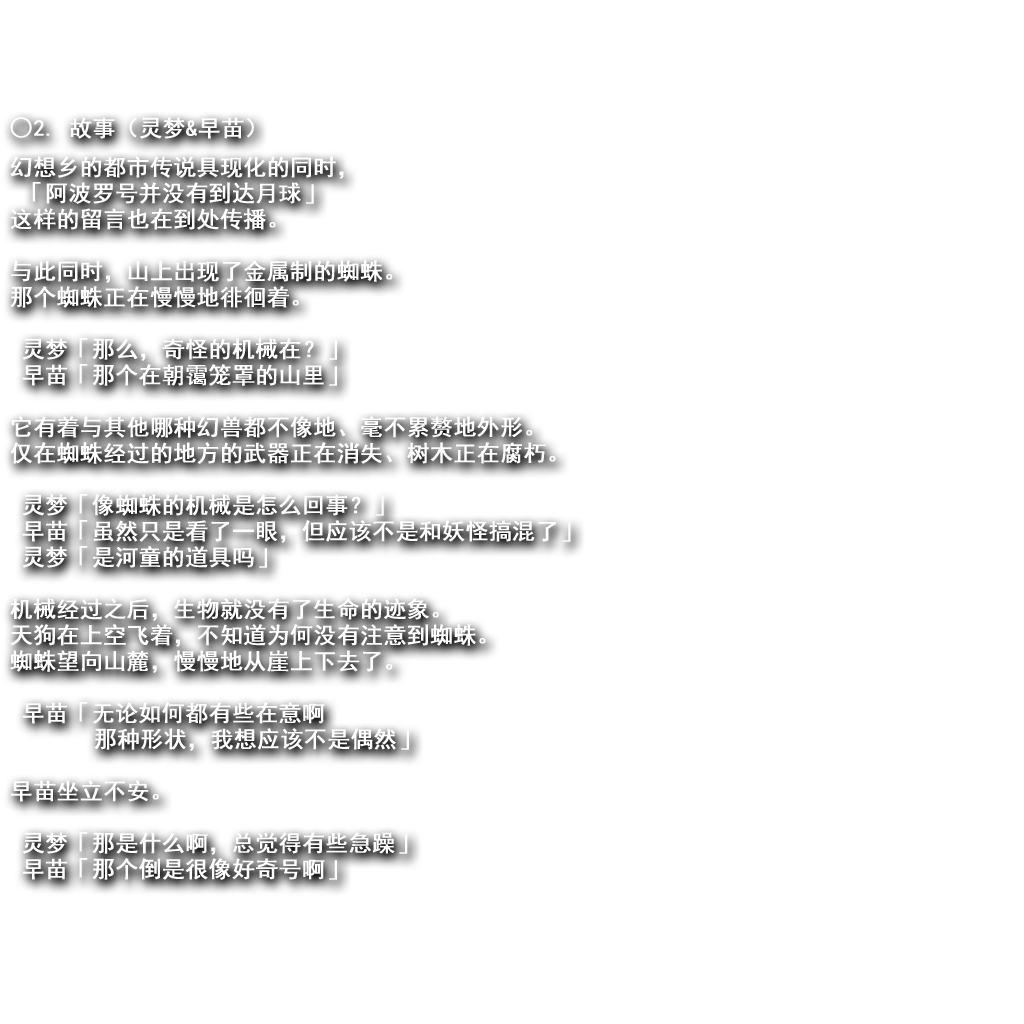 ○2. 故事（灵梦&早苗）
幻想乡的都市传说具现化的同时，
「阿波罗号并没有到达月球」
这样的留言也在到处传播。
与此同时，山上出现了金属制的蜘蛛。
那个蜘蛛正在慢慢地徘徊着。
灵梦「那么，奇怪的机械在？」
早苗「那个在朝霭笼罩的山里」
它有着与其他哪种幻兽都不像地、毫不累赘地外形。
仅在蜘蛛经过的地方的武器正在消失、树木正在腐朽。
灵梦「像蜘蛛的机械是怎么回事？」
早苗「虽然只是看了一眼，但应该不是和妖怪搞混了」
灵梦「是河童的道具吗」
机械经过之后，生物就没有了生命的迹象。
天狗在上空飞着，不知道为何没有注意到蜘蛛。
蜘蛛望向山麓，慢慢地从崖上下去了。
早苗「无论如何都有些在意啊
那种形状，我想应该不是偶然」
早苗坐立不安。
灵梦「那是什么啊，总觉得有些急躁」
早苗「那个倒是很像好奇号啊」